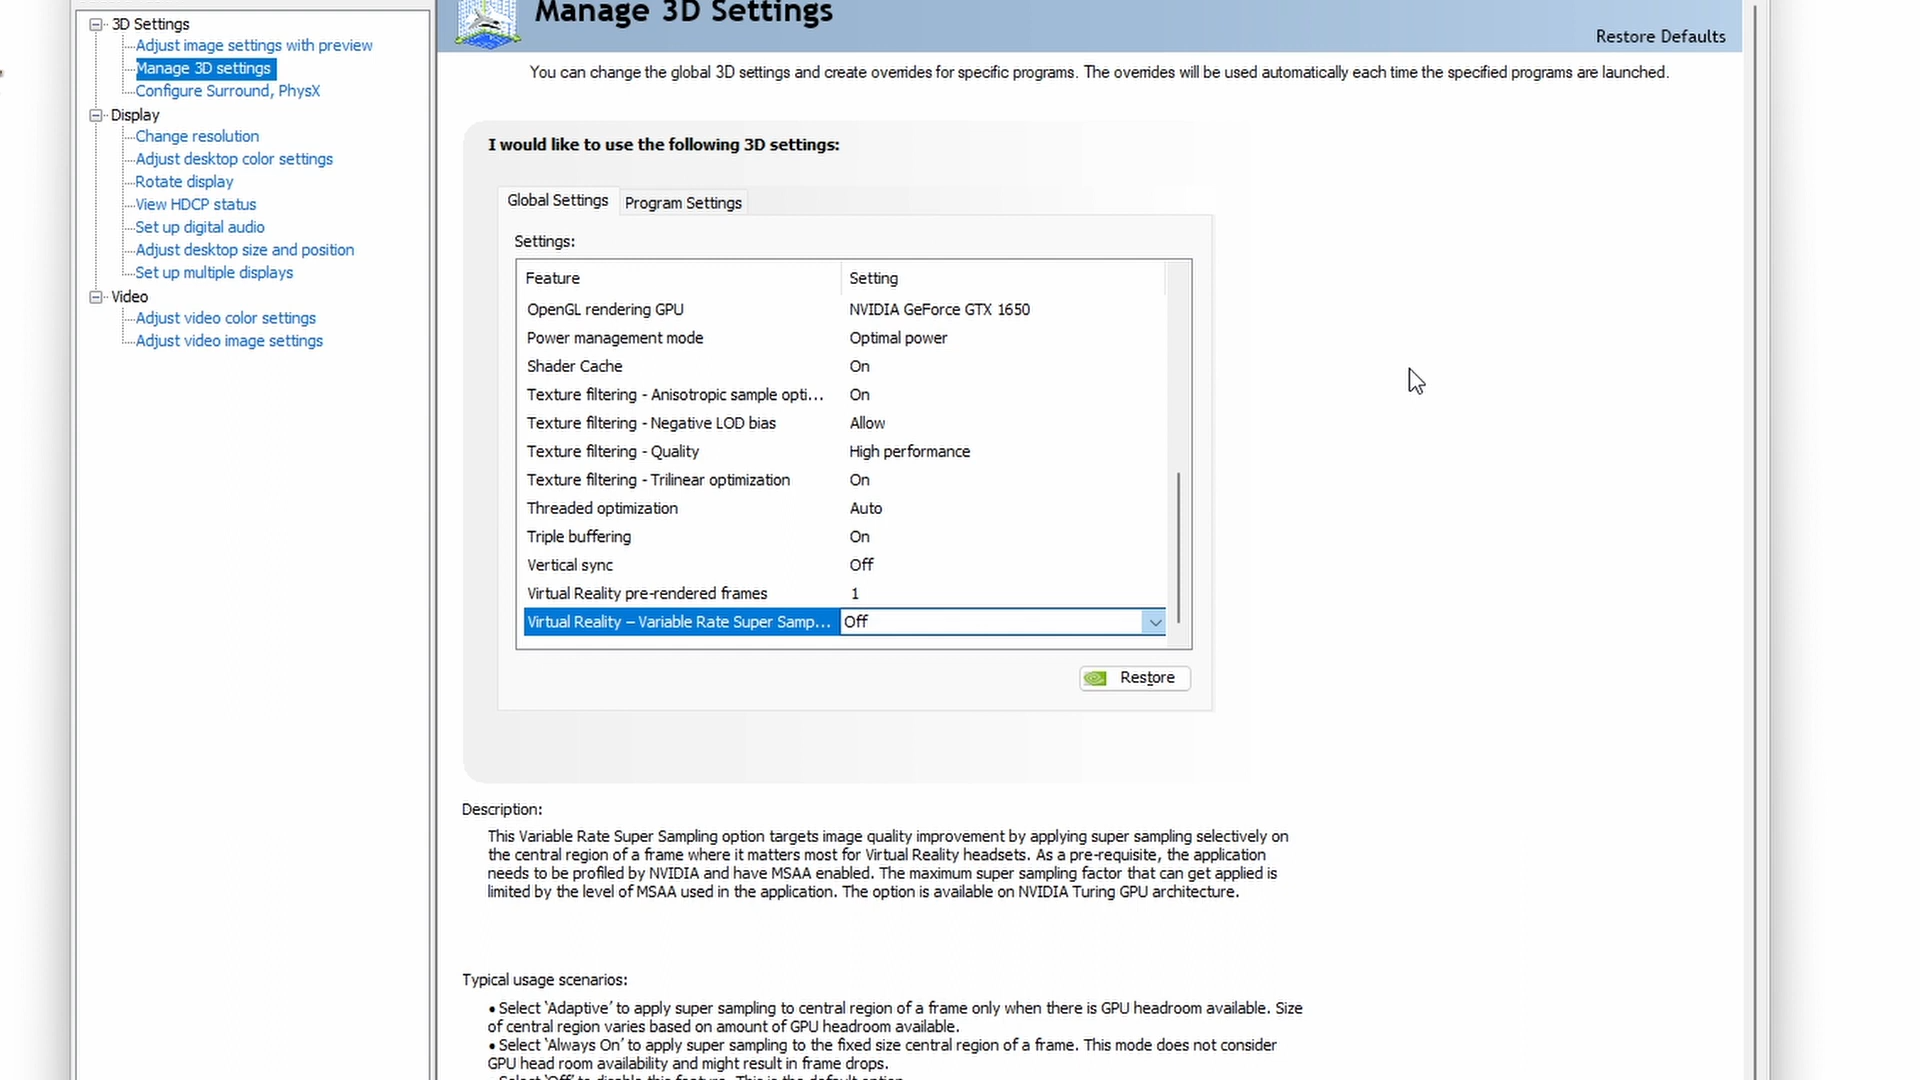 3D Settings
Adjust image settings with preview
Manage 3D settings
Configure Surround, PhysX
Display
Change resolution
Adjust desktop color settings
Rotate display
View HDCP status
Set up digital audio
Adjust desktop size and position
Set up multiple displays
Video
Adjust video color settings
Adjust video image settings
Manage 3D Settings
Restore Defaults
You can change the global 3D settings and create overrides for specific programs. The overrides will be used automatically each time the specified programs are launched.
I would like to use the following 3D settings:
Global Settings Program Settings
Settings:
Feature Setting
OpenGL rendering GPU NVIDIA GeForce GTX 1650
Power management mode Optimal power
Shader Cache On
Texture filtering - Anisotropic sample opti... On
Texture filtering - Negative LOD bias Allow
Texture filtering - Quality High performance
Texture filtering - Trilinear optimization On
Threaded optimization Auto
Triple buffering On
Vertical sync Off
Virtual Reality pre-rendered frames 1
Virtual Reality – Variable Rate Super Samp... Off
Restore
Description:
This Variable Rate Super Sampling option targets image quality improvement by applying super sampling selectively on
the central region of a frame where it matters most for Virtual Reality headsets. As a pre-requisite, the application
needs to be profiled by NVIDIA and have MSAA enabled. The maximum super sampling factor that can get applied is
limited by the level of MSAA used in the application. The option is available on NVIDIA Turing GPU architecture.
Typical usage scenarios:
• Select 'Adaptive' to apply super sampling to central region of a frame only when there is GPU headroom available. Size
of central region varies based on amount of GPU headroom available.
• Select 'Always On' to apply super sampling to the fixed size central region of a frame. This mode does not consider
GPU head room availability and might result in frame drops.
• Select 'Off' to disable this feature. This is the default option.